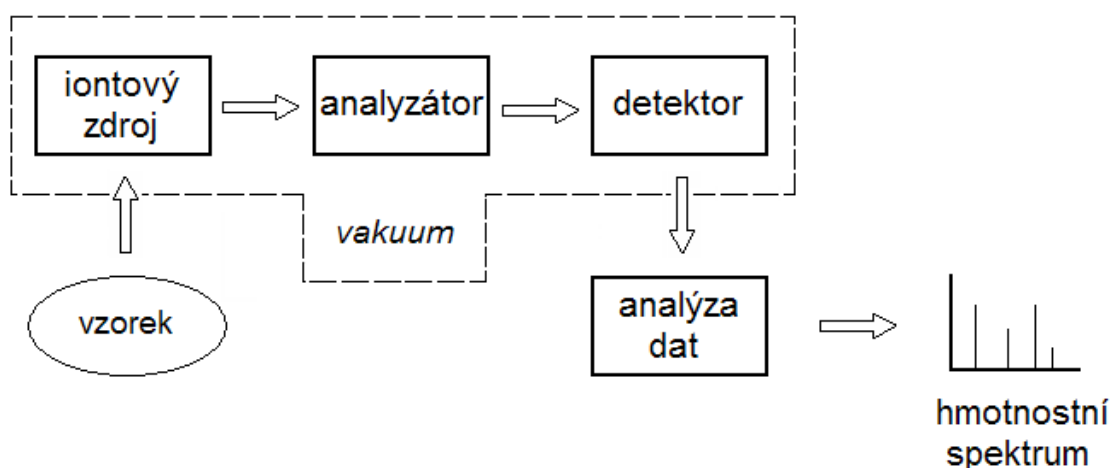 iontový
zdroj
analyzátor
detektor
vakuum
vzorek
analýza
dat
hmotnostní
spektrum